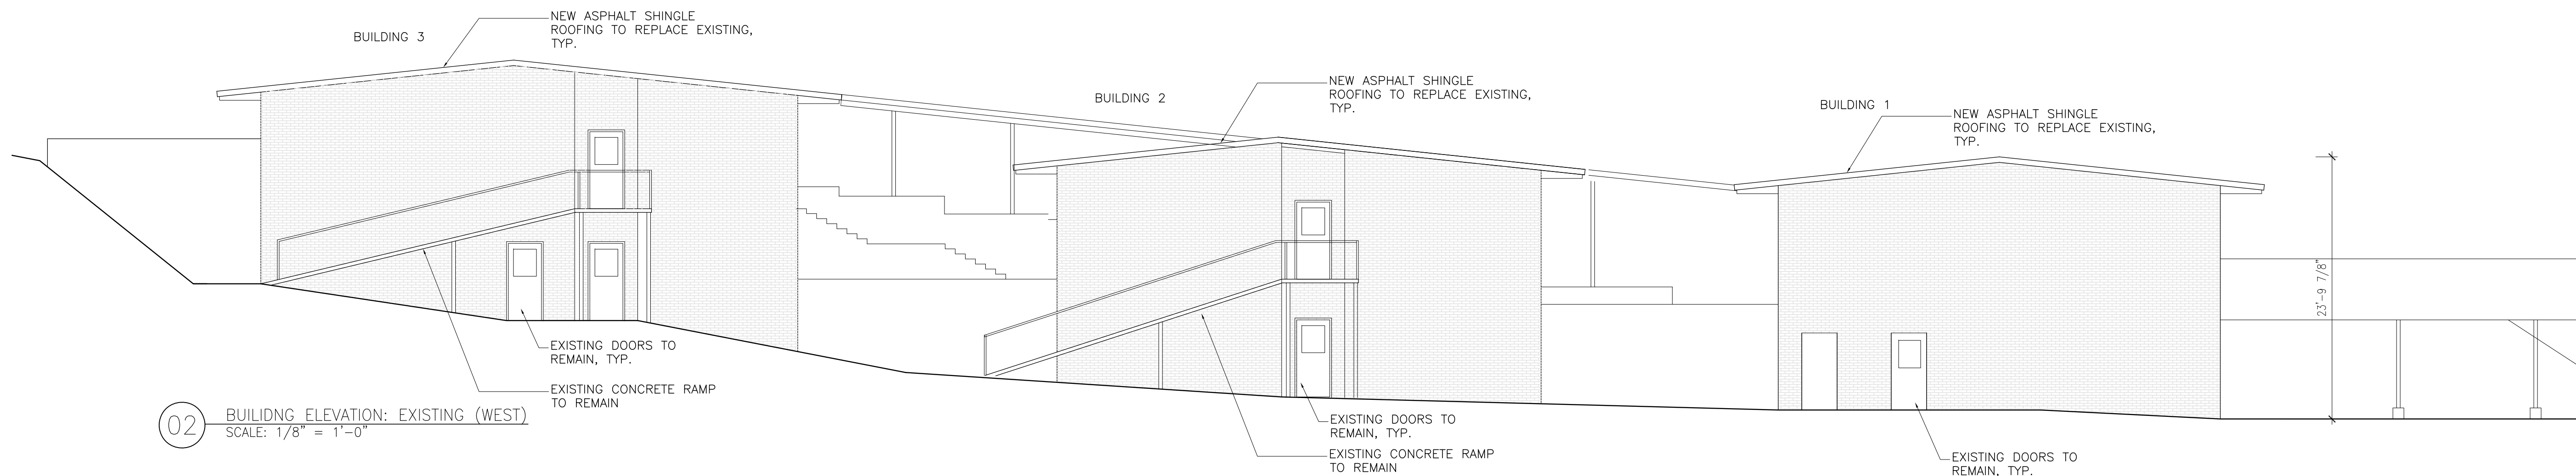 BUILDING 3
NEW ASPHALT SHINGLE
ROOFING TO REPLACE EXISTING,
TYP.
BUILDING 2
NEW ASPHALT SHINGLE
ROOFING TO REPLACE EXISTING,
TYP.
BUILDING 1
NEW ASPHALT SHINGLE
ROOFING TO REPLACE EXISTING,
TYP.
23'-9 7/8"
EXISTING DOORS TO
REMAIN, TYP.
EXISTING CONCRETE RAMP
TO REMAIN
EXISTING DOORS TO
REMAIN, TYP.
EXISTING CONCRETE RAMP
TO REMAIN
EXISTING DOORS TO
REMAIN, TYP.
02
BUILIDNG ELEVATION: EXISTING (WEST)
SCALE: 1/8" = 1'-0"